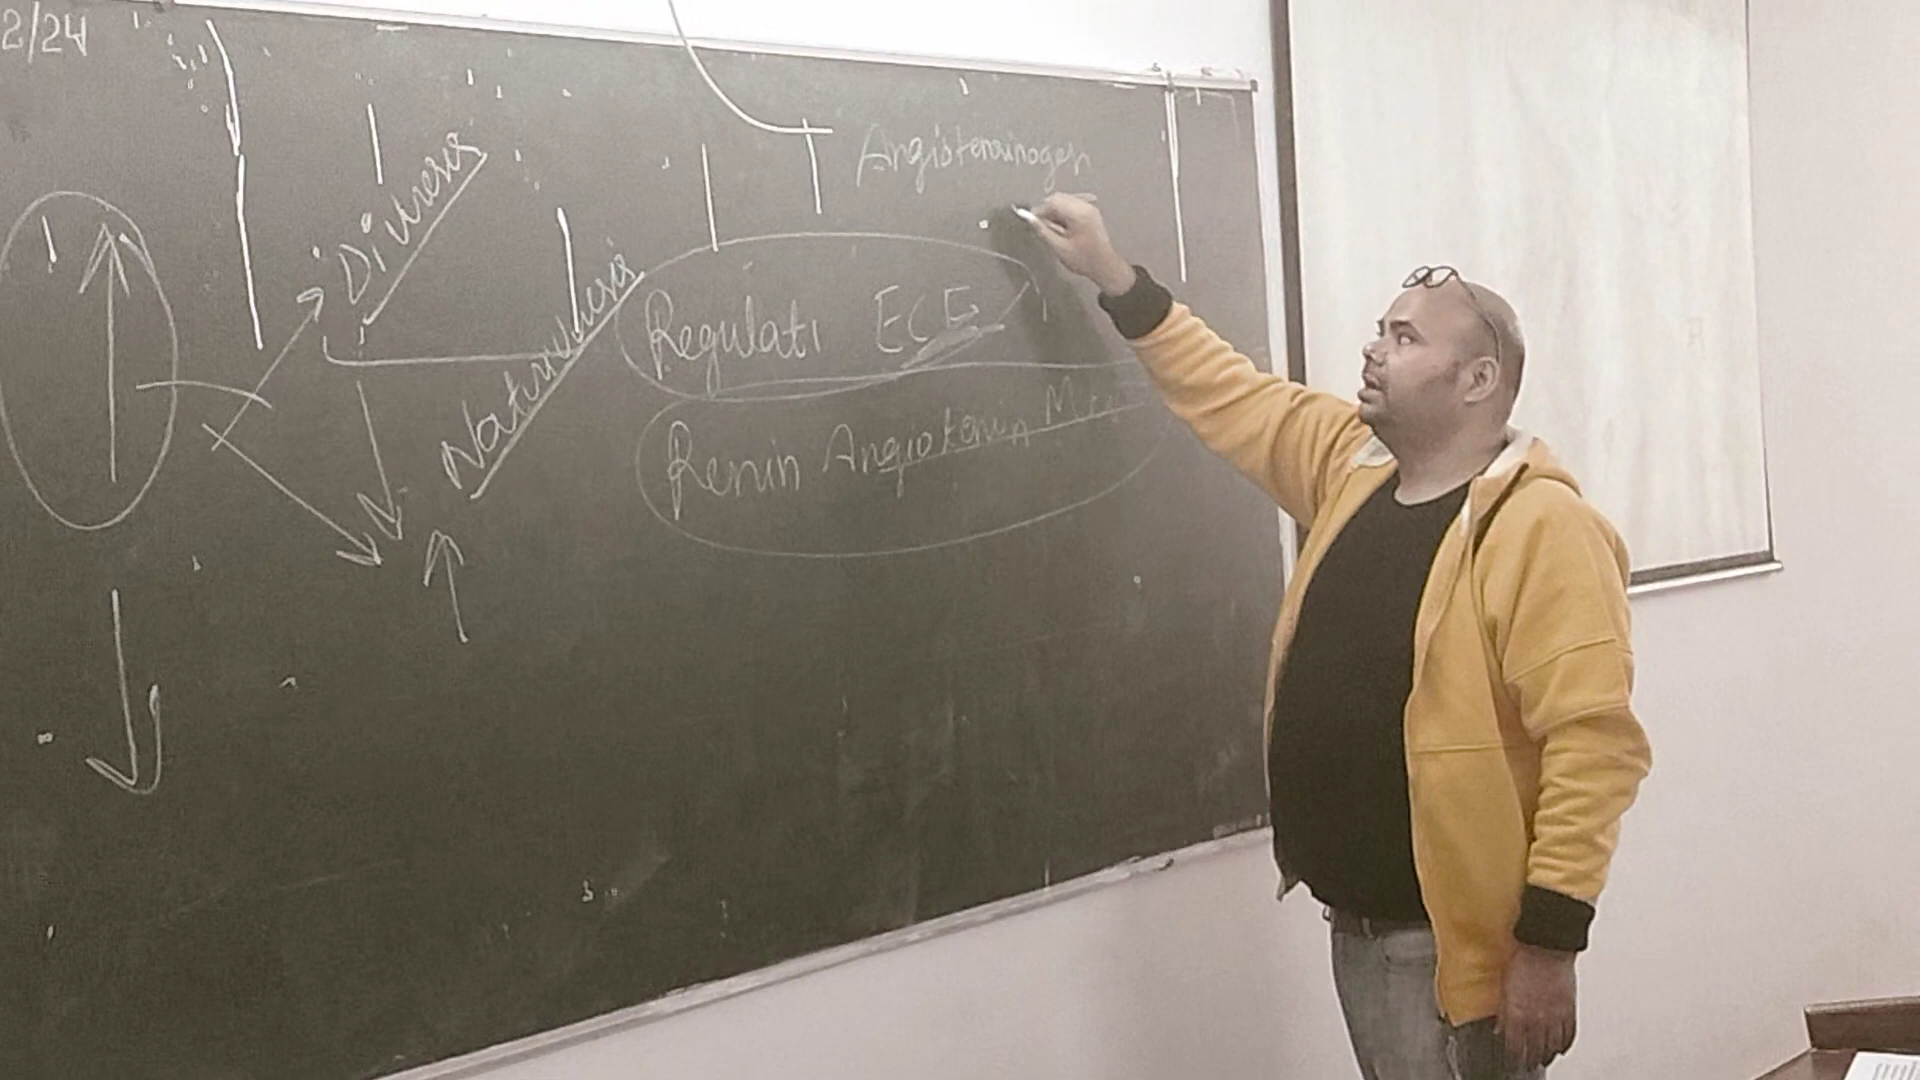 2/24
Angiotensinogen
Diuresis
Natriuresis
Regulati ECF
Renin Angiotensin